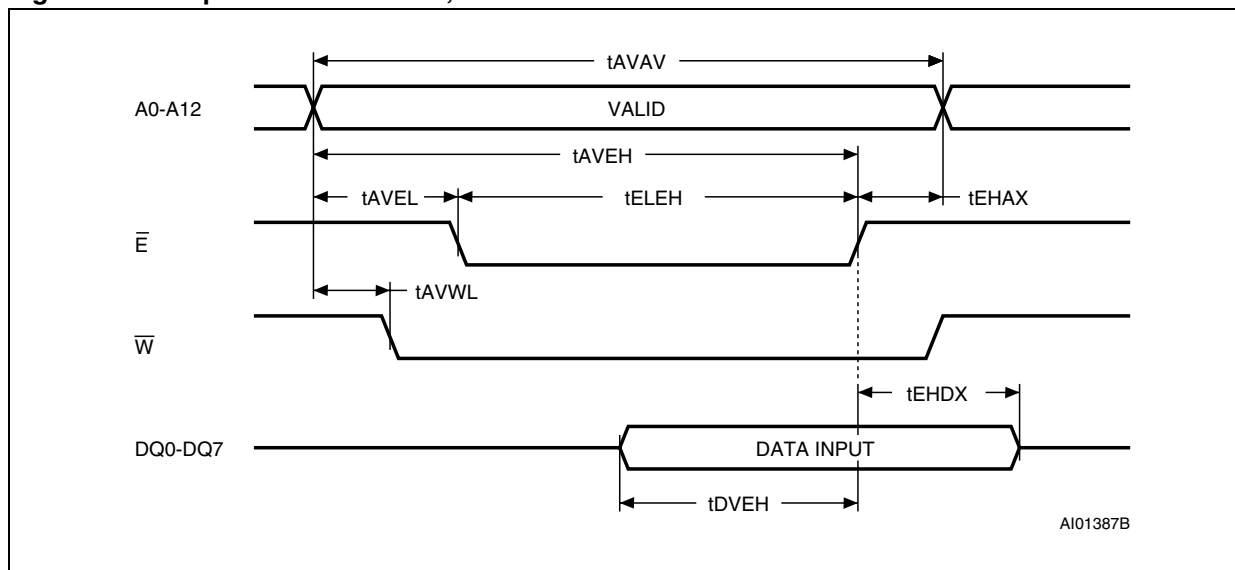 tAVAV
A0-A12
VALID
tAVEH
tAVEL
tELEH
tEHAX
E̅
tAVWL
W̅
tEHDX
DQ0-DQ7
DATA INPUT
tDVEH
AI01387B